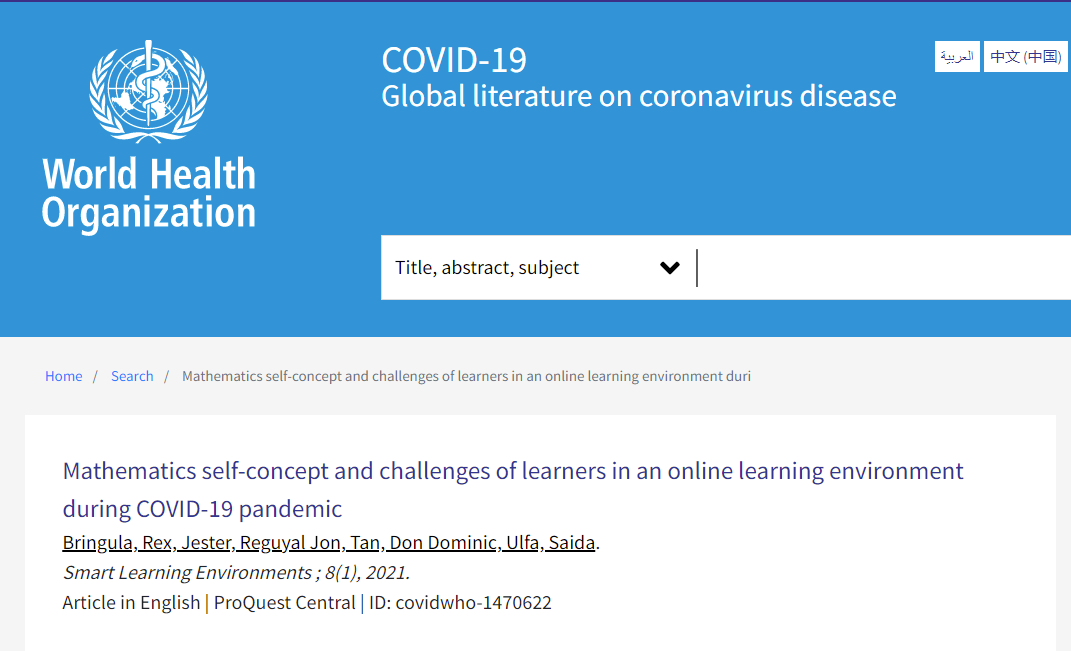 COVID-19
Global literature on coronavirus disease
العربية
中文 (中国)
World Health
Organization
Title, abstract, subject
Home / Search / Mathematics self-concept and challenges of learners in an online learning environment duri
Mathematics self-concept and challenges of learners in an online learning environment
during COVID-19 pandemic
Bringula, Rex, Jester, Reguyal Jon, Tan, Don Dominic, Ulfa, Saida.
Smart Learning Environments ; 8(1), 2021.
Article in English | ProQuest Central | ID: covidwho-1470622